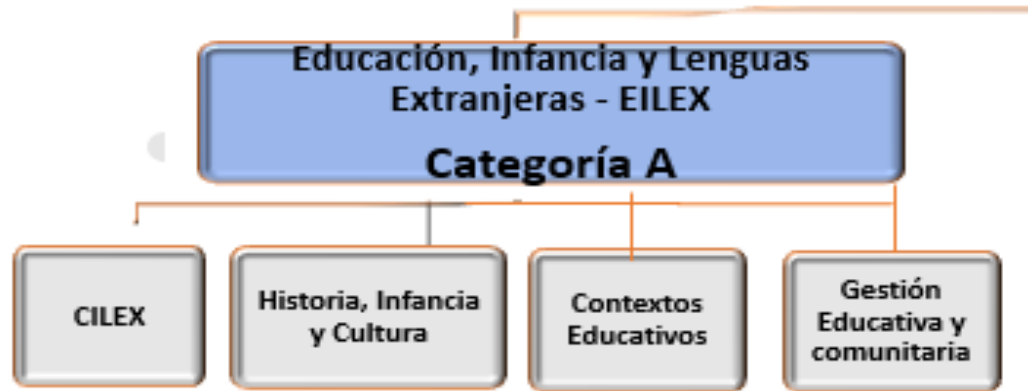 Educación, Infancia y Lenguas
Extranjeras - EILEX
Categoría A
CILEX
Historia, Infancia
y Cultura
Contextos
Educativos
Gestión
Educativa y
comunitaria